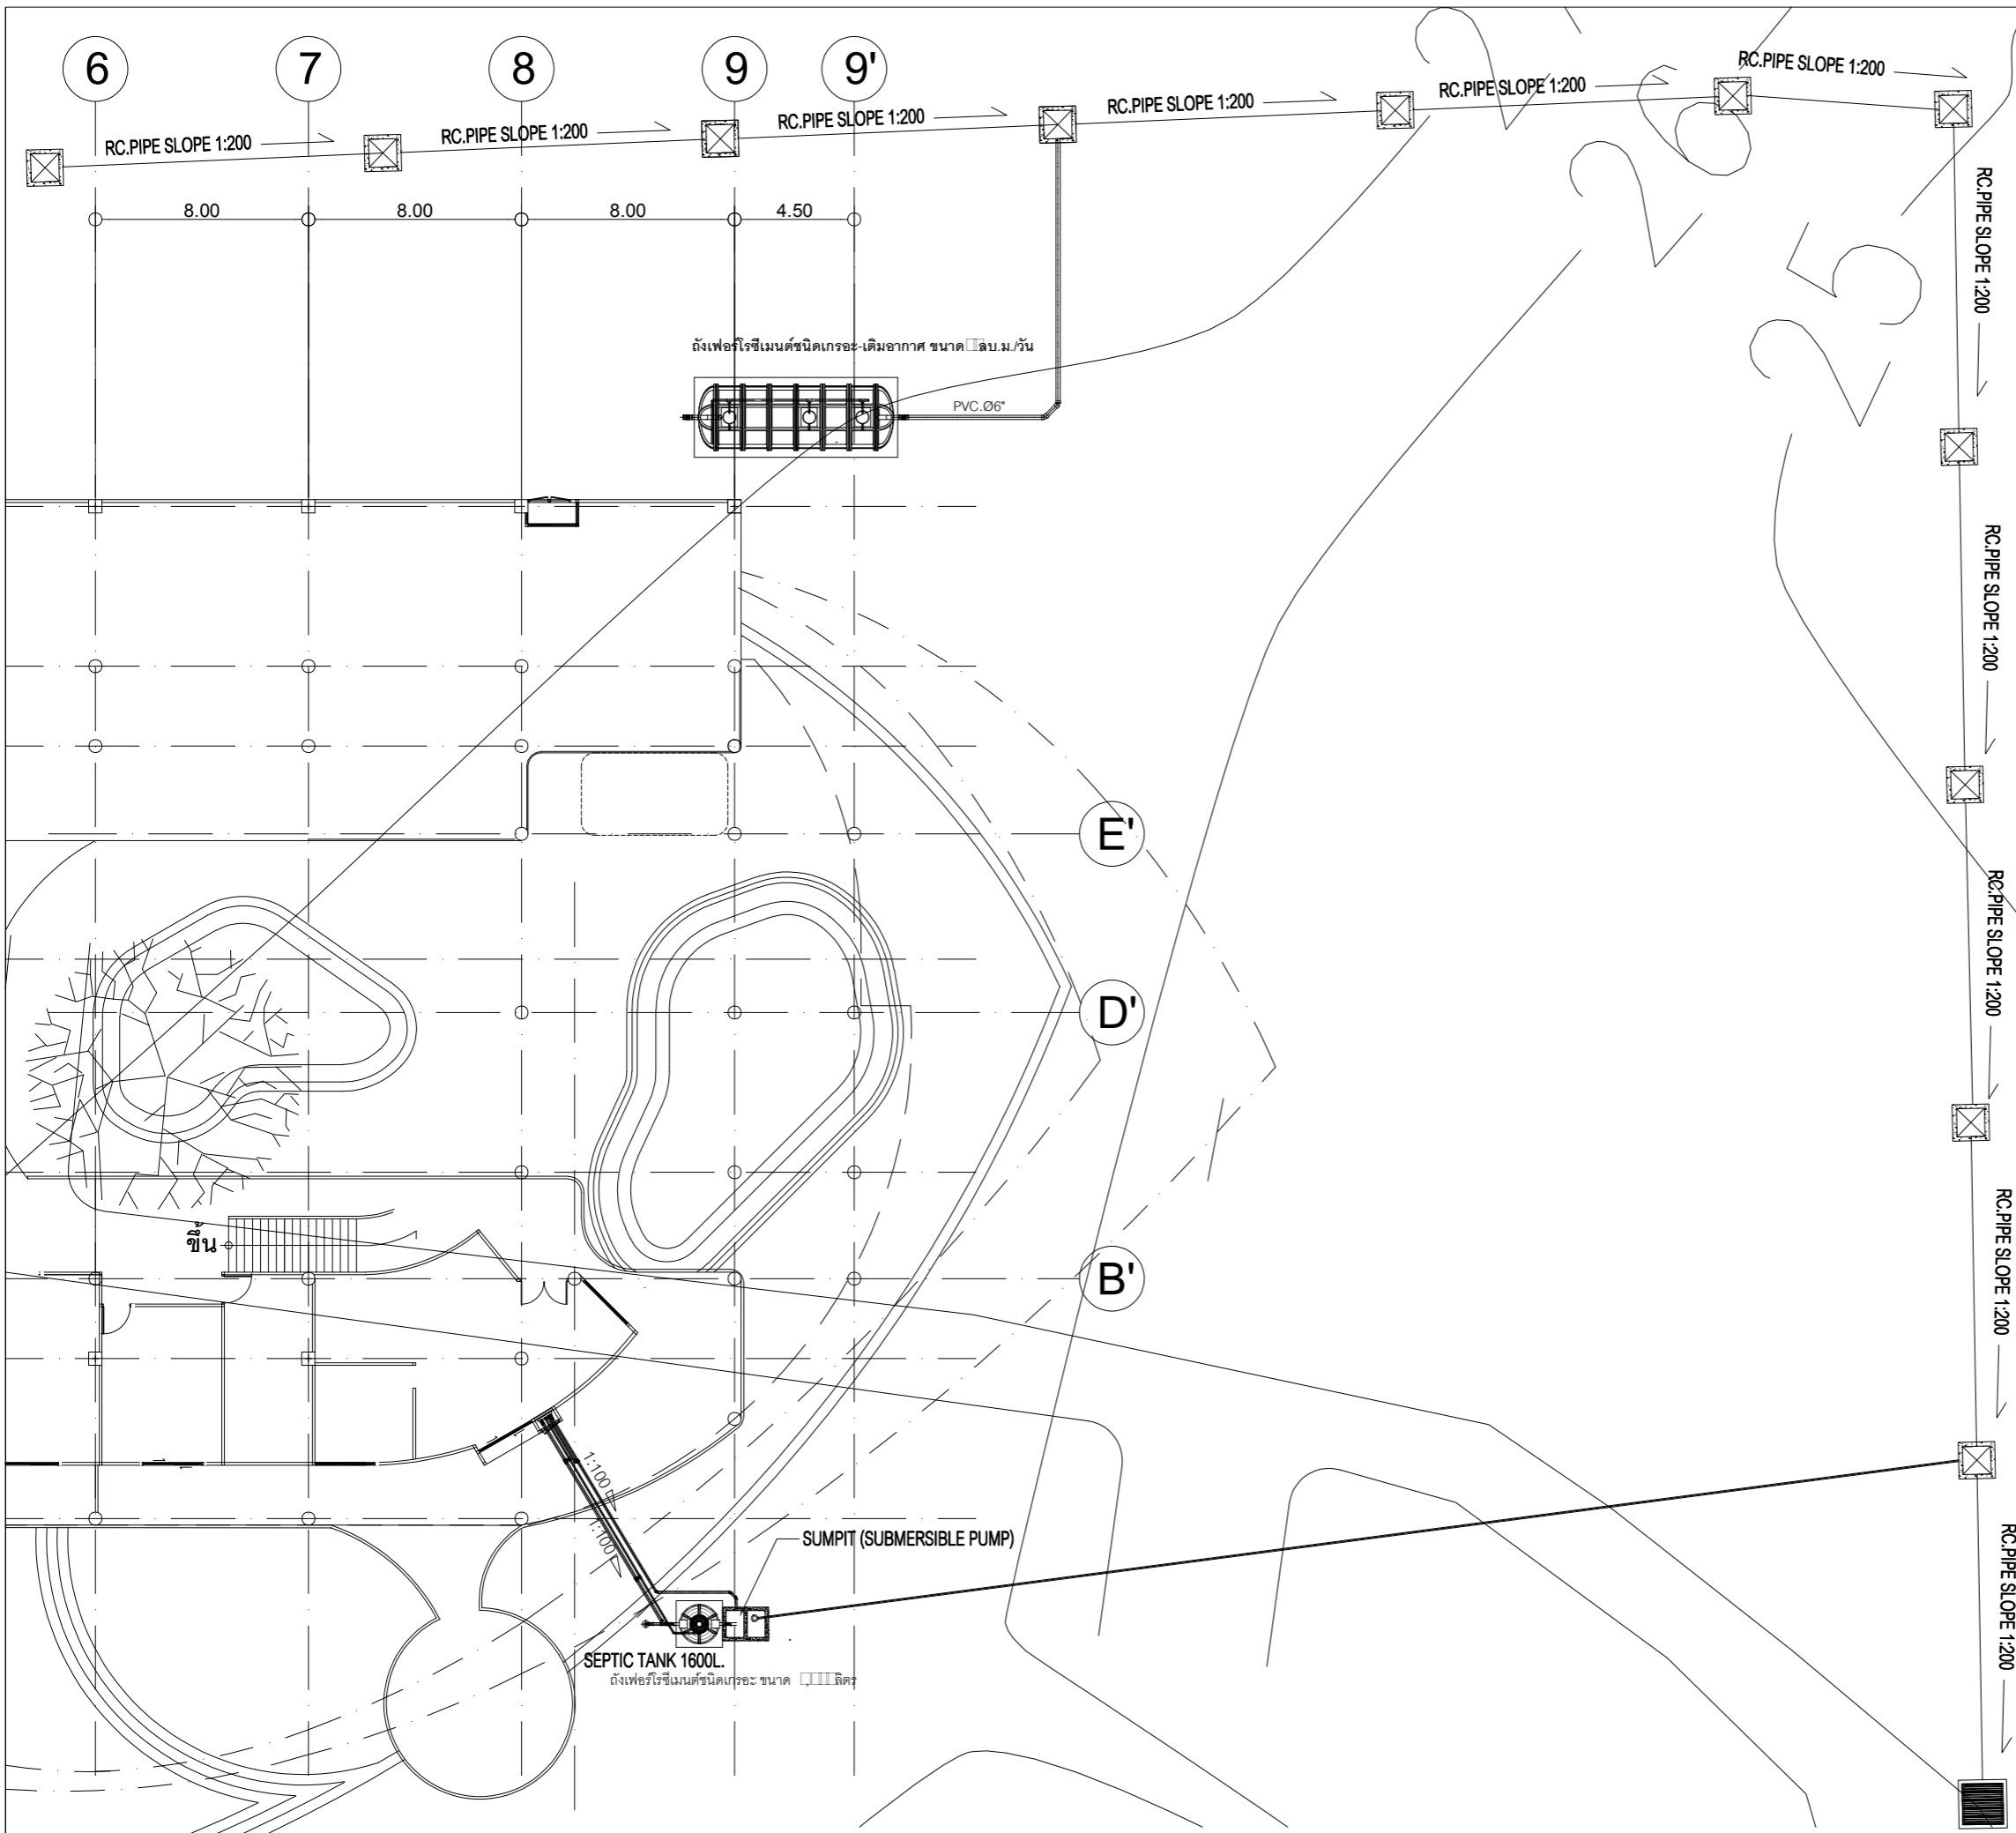 6 7 8 9 9'
RC.PIPE SLOPE 1:200
RC.PIPE SLOPE 1:200
RC.PIPE SLOPE 1:200
RC.PIPE SLOPE 1:200
RC.PIPE SLOPE 1:200
RC.PIPE SLOPE 1:200
26
25
8.00 8.00 8.00 4.50
RC.PIPE SLOPE 1:200
ถังเฟอร์โรซีเมนต์ชนิดเกรอะ-เติมอากาศ ขนาด ลบ.ม./วัน
PVC.Ø6"
RC.PIPE SLOPE 1:200
E'
RC.PIPE SLOPE 1:200
D'
RC.PIPE SLOPE 1:200
ขึ้น
B'
1:100
1:100
SUMPIT (SUBMERSIBLE PUMP)
RC.PIPE SLOPE 1:200
SEPTIC TANK 1600L.
ถังเฟอร์โรซีเมนต์ชนิดเกรอะ ขนาด ลิตร